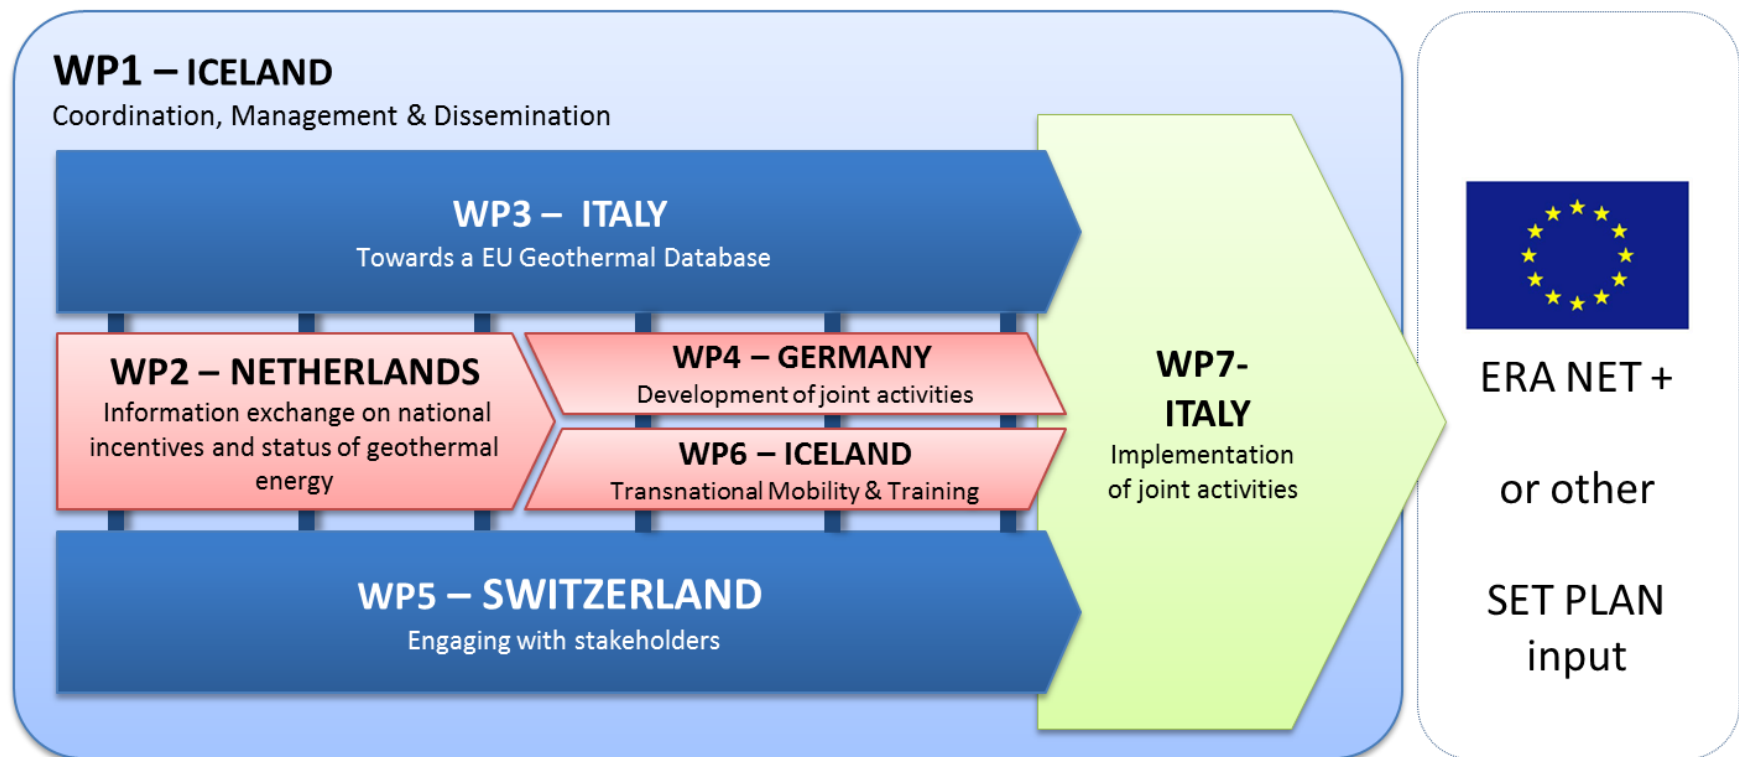 WP1 – ICELAND
Coordination, Management & Dissemination
WP3 – ITALY
Towards a EU Geothermal Database
WP2 – NETHERLANDS
Information exchange on national
incentives and status of geothermal
energy
WP4 – GERMANY
Development of joint activities
WP6 – ICELAND
Transnational Mobility & Training
WP5 – SWITZERLAND
Engaging with stakeholders
WP7-
ITALY
Implementation
of joint activities
ERA NET +
or other
SET PLAN
input